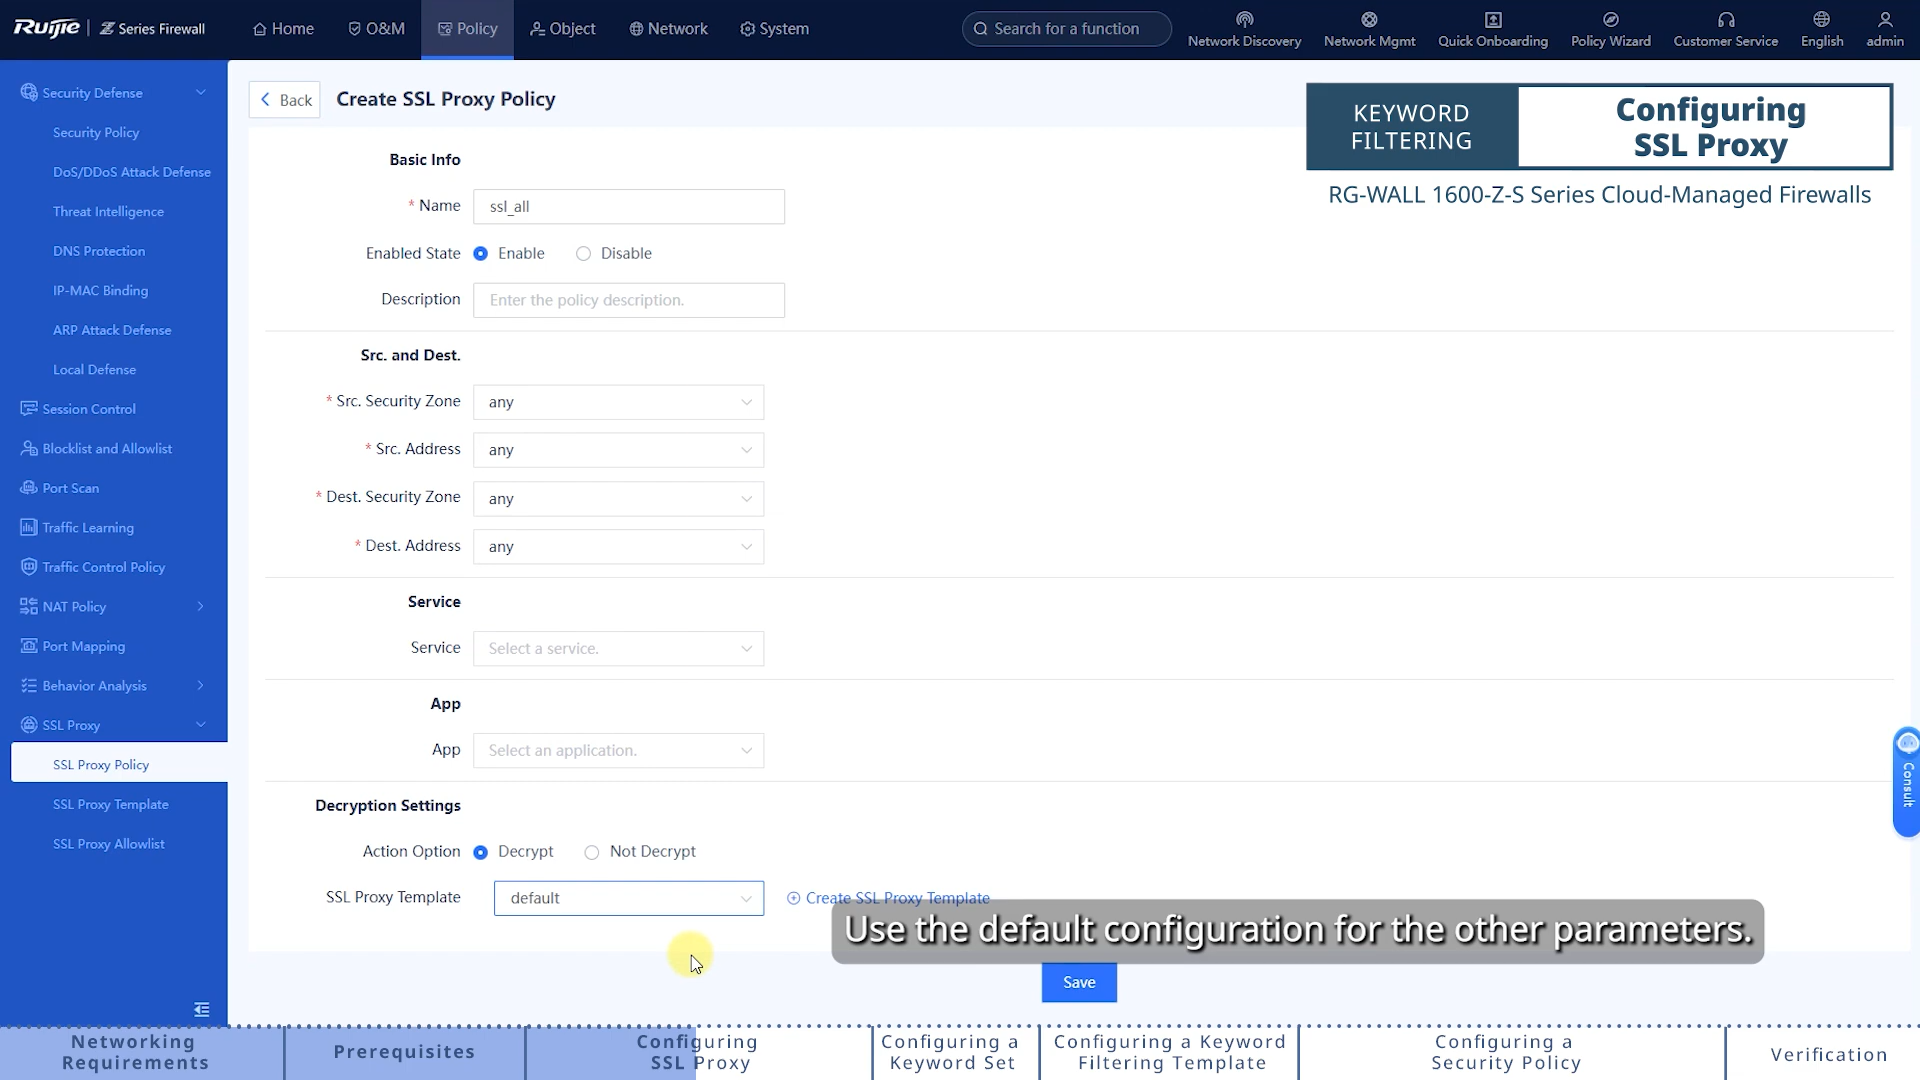 Ruijie | Z Series Firewall
Home
O&M
Policy
Object
Network
System
Search for a function
Network Discovery
Network Mgmt
Quick Onboarding
Policy Wizard
Customer Service
English
admin
Security Defense
Security Policy
DoS/DDoS Attack Defense
Threat Intelligence
DNS Protection
IP-MAC Binding
ARP Attack Defense
Local Defense
Session Control
Blocklist and Allowlist
Port Scan
Traffic Learning
Traffic Control Policy
NAT Policy
Port Mapping
Behavior Analysis
SSL Proxy
SSL Proxy Policy
SSL Proxy Template
SSL Proxy Allowlist
Back
Create SSL Proxy Policy
KEYWORD
FILTERING
Configuring
SSL Proxy
RG-WALL 1600-Z-S Series Cloud-Managed Firewalls
Basic Info
* Name ssl_all
Enabled State Enable Disable
Description Enter the policy description.
Src. and Dest.
* Src. Security Zone any
* Src. Address any
* Dest. Security Zone any
* Dest. Address any
Service
Service Select a service.
App
App Select an application.
Decryption Settings
Action Option Decrypt Not Decrypt
SSL Proxy Template default Create SSL Proxy Template
Use the default configuration for the other parameters.
Save
Consult
Networking
Requirements
Prerequisites
Configuring
SSL Proxy
Configuring a
Keyword Set
Configuring a Keyword
Filtering Template
Configuring a
Security Policy
Verification